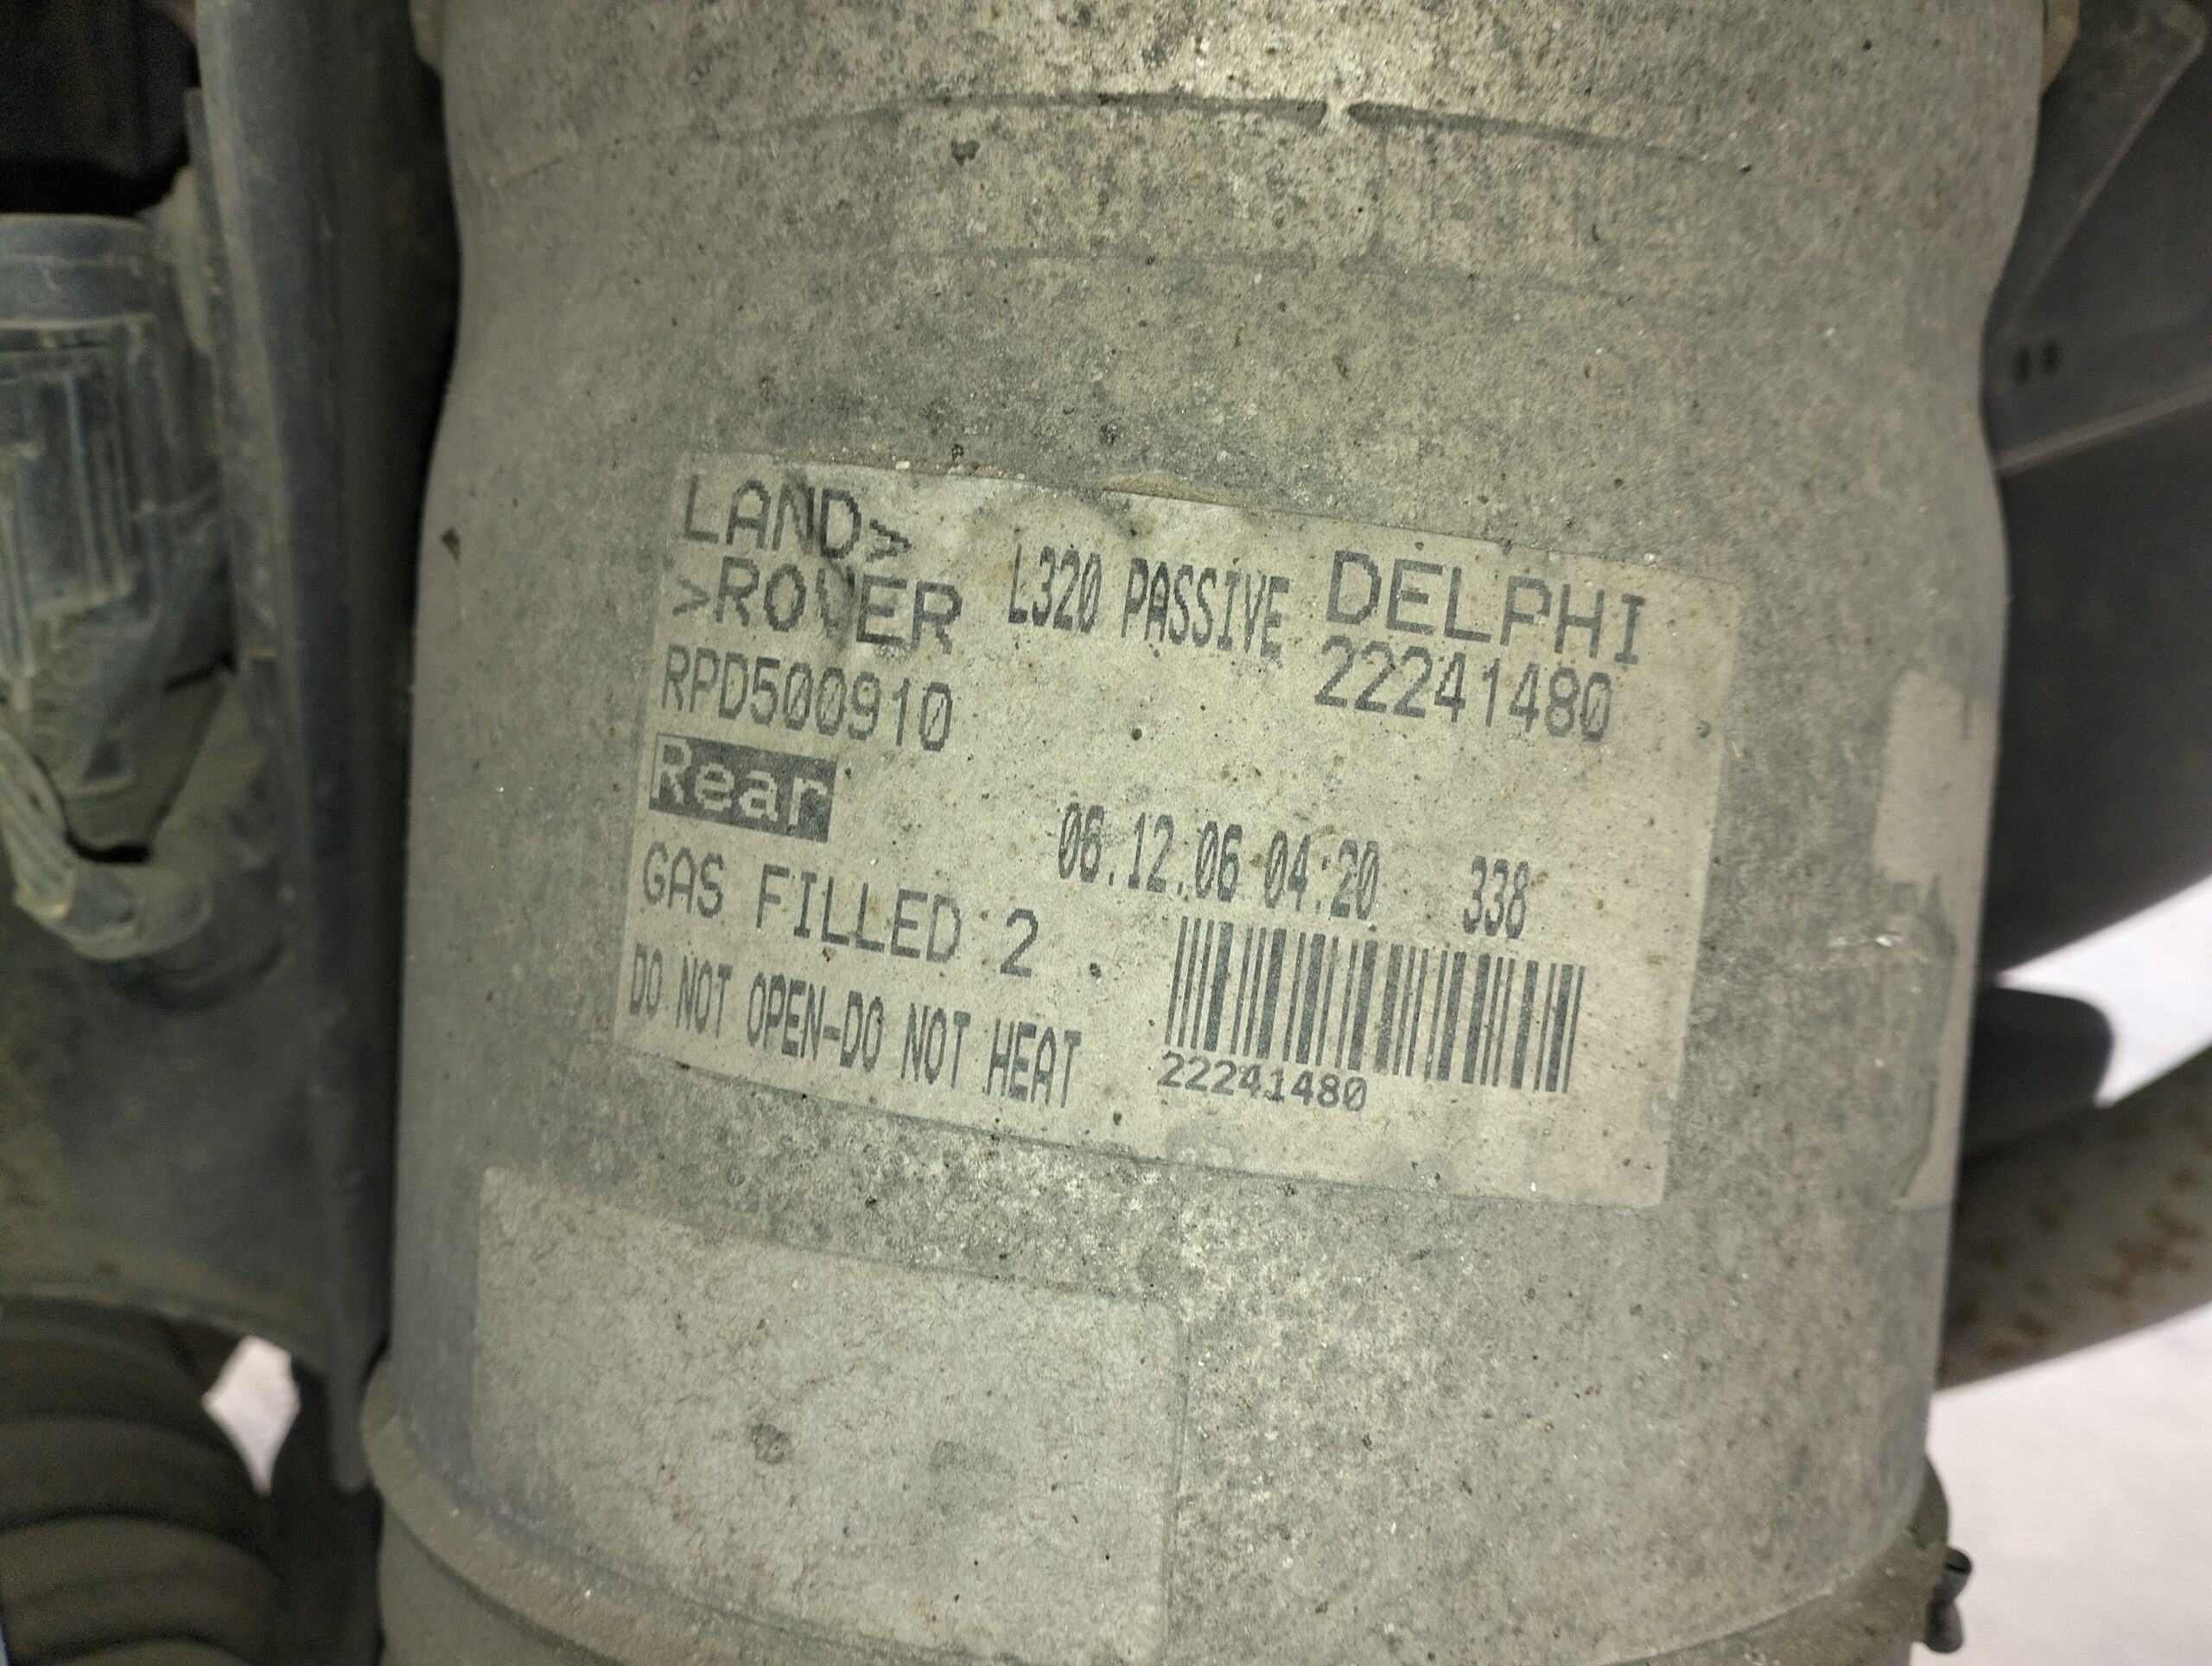 LAND>
>ROVER L320 PASSIVE DELPHI
RPD500910 22241480
Rear
06.12.06 04:20 338
GAS FILLED 2
DO NOT OPEN-DO NOT HEAT
22241480